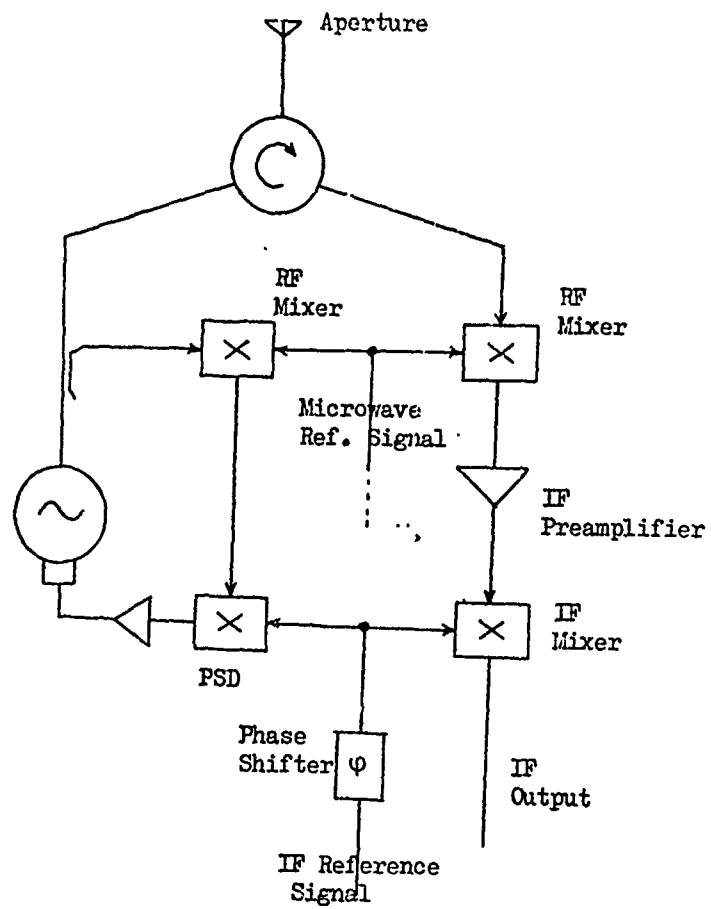 Aperture
RF
Mixer
RF
Mixer
Microwave
Ref. Signal
IF
Preamplifier
IF
Mixer
PSD
Phase
Shifter
φ
IF
Output
IF Reference
Signal